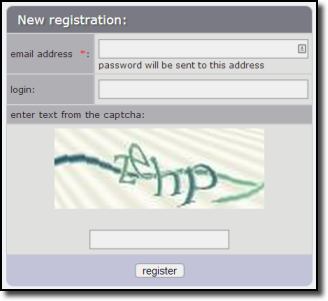 New registration:
email address *:
password will be sent to this address
login:
enter text from the captcha:
zehp
register